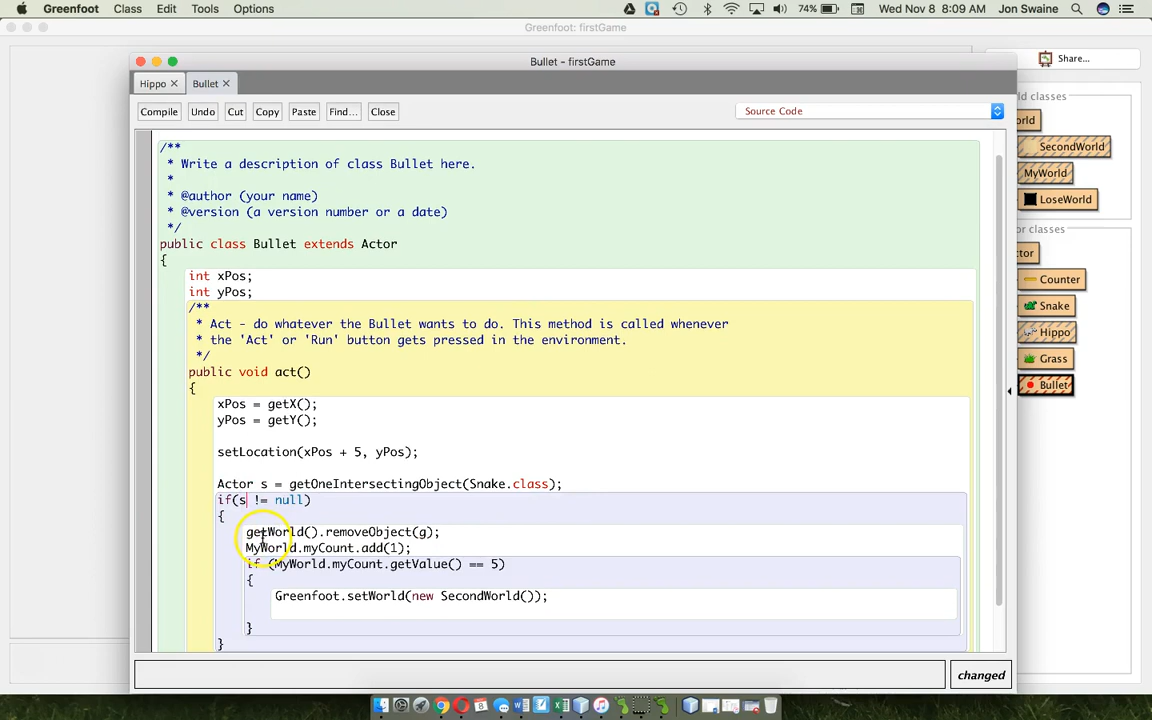 Greenfoot Class Edit Tools Options 74% Wed Nov 8 8:09 AM Jon Swaine
Greenfoot: firstGame
Bullet - firstGame
Share...
Hippo Bullet
ld classes
Compile Undo Cut Copy Paste Find... Close Source Code
orld
SecondWorld
MyWorld
LoseWorld
or classes
ctor
Counter
Snake
Hippo
Grass
Bullet
/**
* Write a description of class Bullet here.
*
* @author (your name)
* @version (a version number or a date)
*/
public class Bullet extends Actor
{
int xPos;
int yPos;
/**
* Act - do whatever the Bullet wants to do. This method is called whenever
* the 'Act' or 'Run' button gets pressed in the environment.
*/
public void act()
{
xPos = getX();
yPos = getY();
setLocation(xPos + 5, yPos);
Actor s = getOneIntersectingObject(Snake.class);
if(s != null)
{
getWorld().removeObject(g);
MyWorld.myCount.add(1);
if (MyWorld.myCount.getValue() == 5)
{
Greenfoot.setWorld(new SecondWorld());
}
}
changed